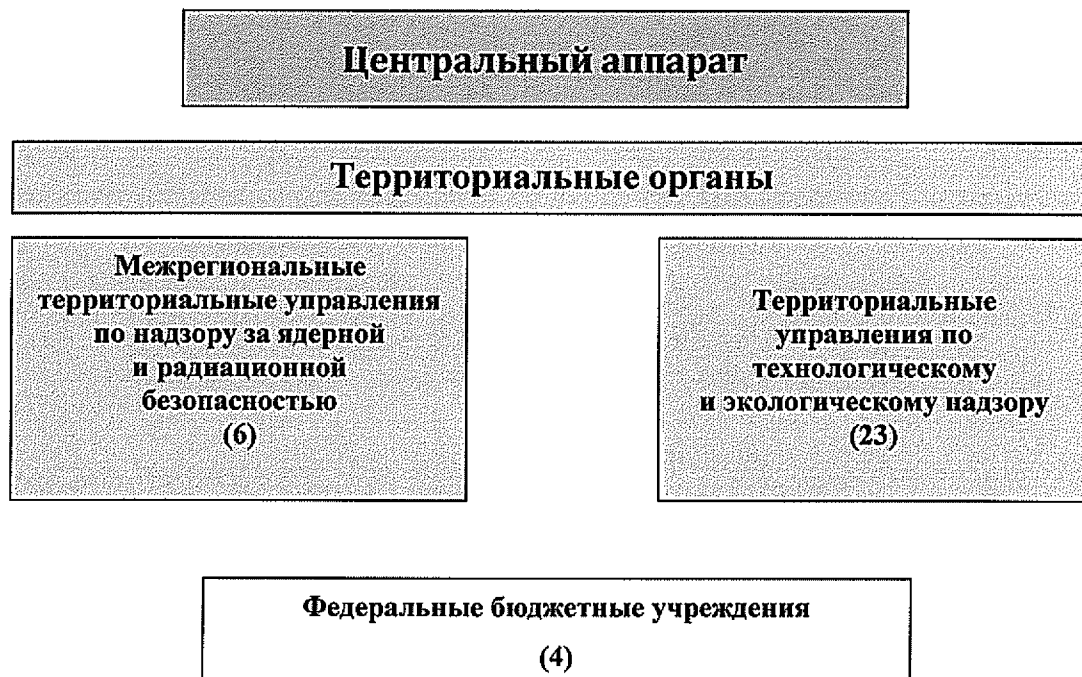 Центральный аппарат
Территориальные органы
Межрегиональные
территориальные управления
по надзору за ядерной
и радиационной
безопасностью
(6)
Территориальные
управления по
технологическому
и экологическому надзору
(23)
Федеральные бюджетные учреждения
(4)